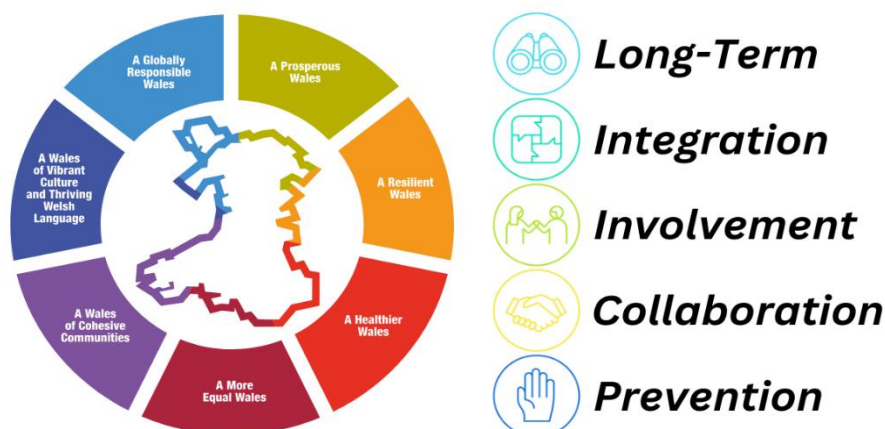 A Globally
Responsible
Wales
A Prosperous
Wales
A Resilient
Wales
A Healthier
Wales
A More
Equal Wales
A Wales
of Cohesive
Communities
A Wales
of Vibrant
Culture
and Thriving
Welsh
Language
Long-Term
Integration
Involvement
Collaboration
Prevention